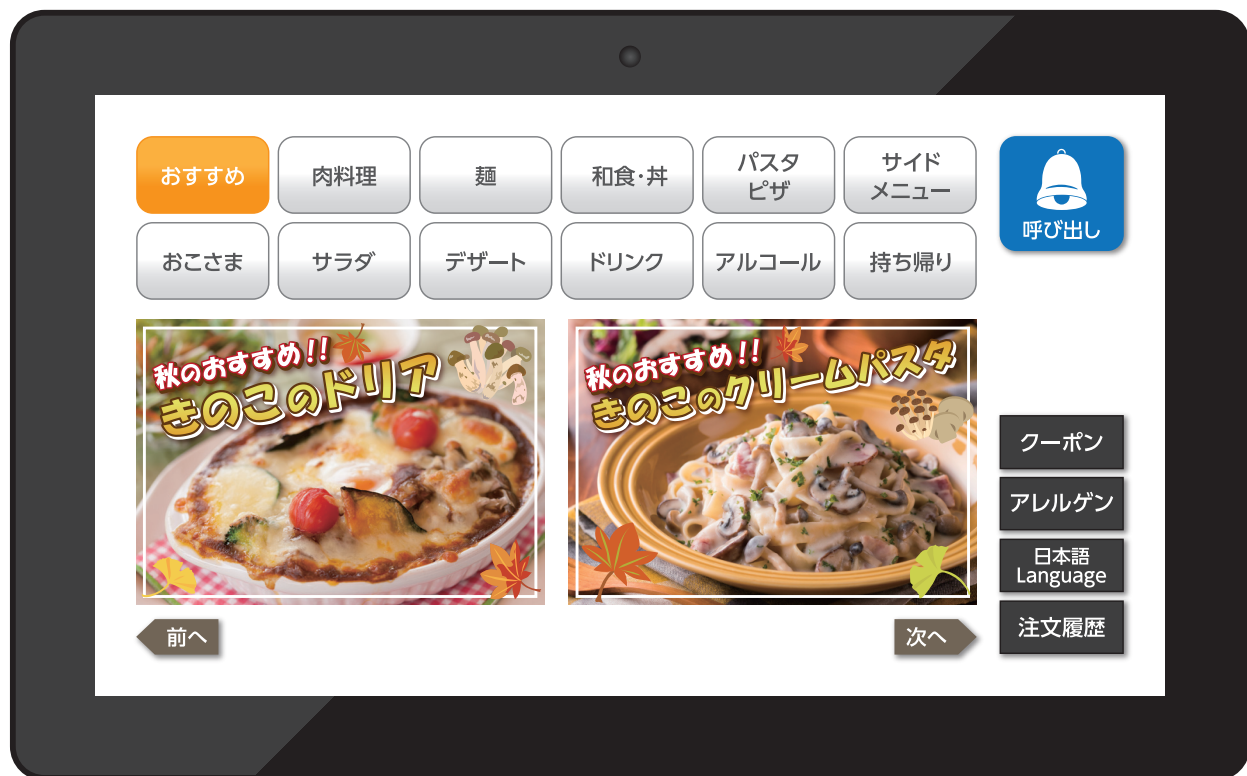 おすすめ
肉料理
麺
和食・丼
パスタ
ピザ
サイド
メニュー
呼び出し
おこさま
サラダ
デザート
ドリンク
アルコール
持ち帰り
秋のおすすめ!!
きのこのドリア
秋のおすすめ!!
きのこのクリームパスタ
クーポン
アレルゲン
日本語
Language
注文履歴
前へ
次へ